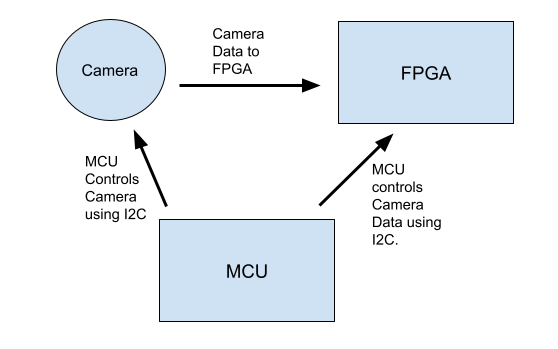 Camera
Camera
Data to
FPGA
FPGA
MCU
Controls
Camera
using I2C
MCU
controls
Camera
Data using
I2C.
MCU